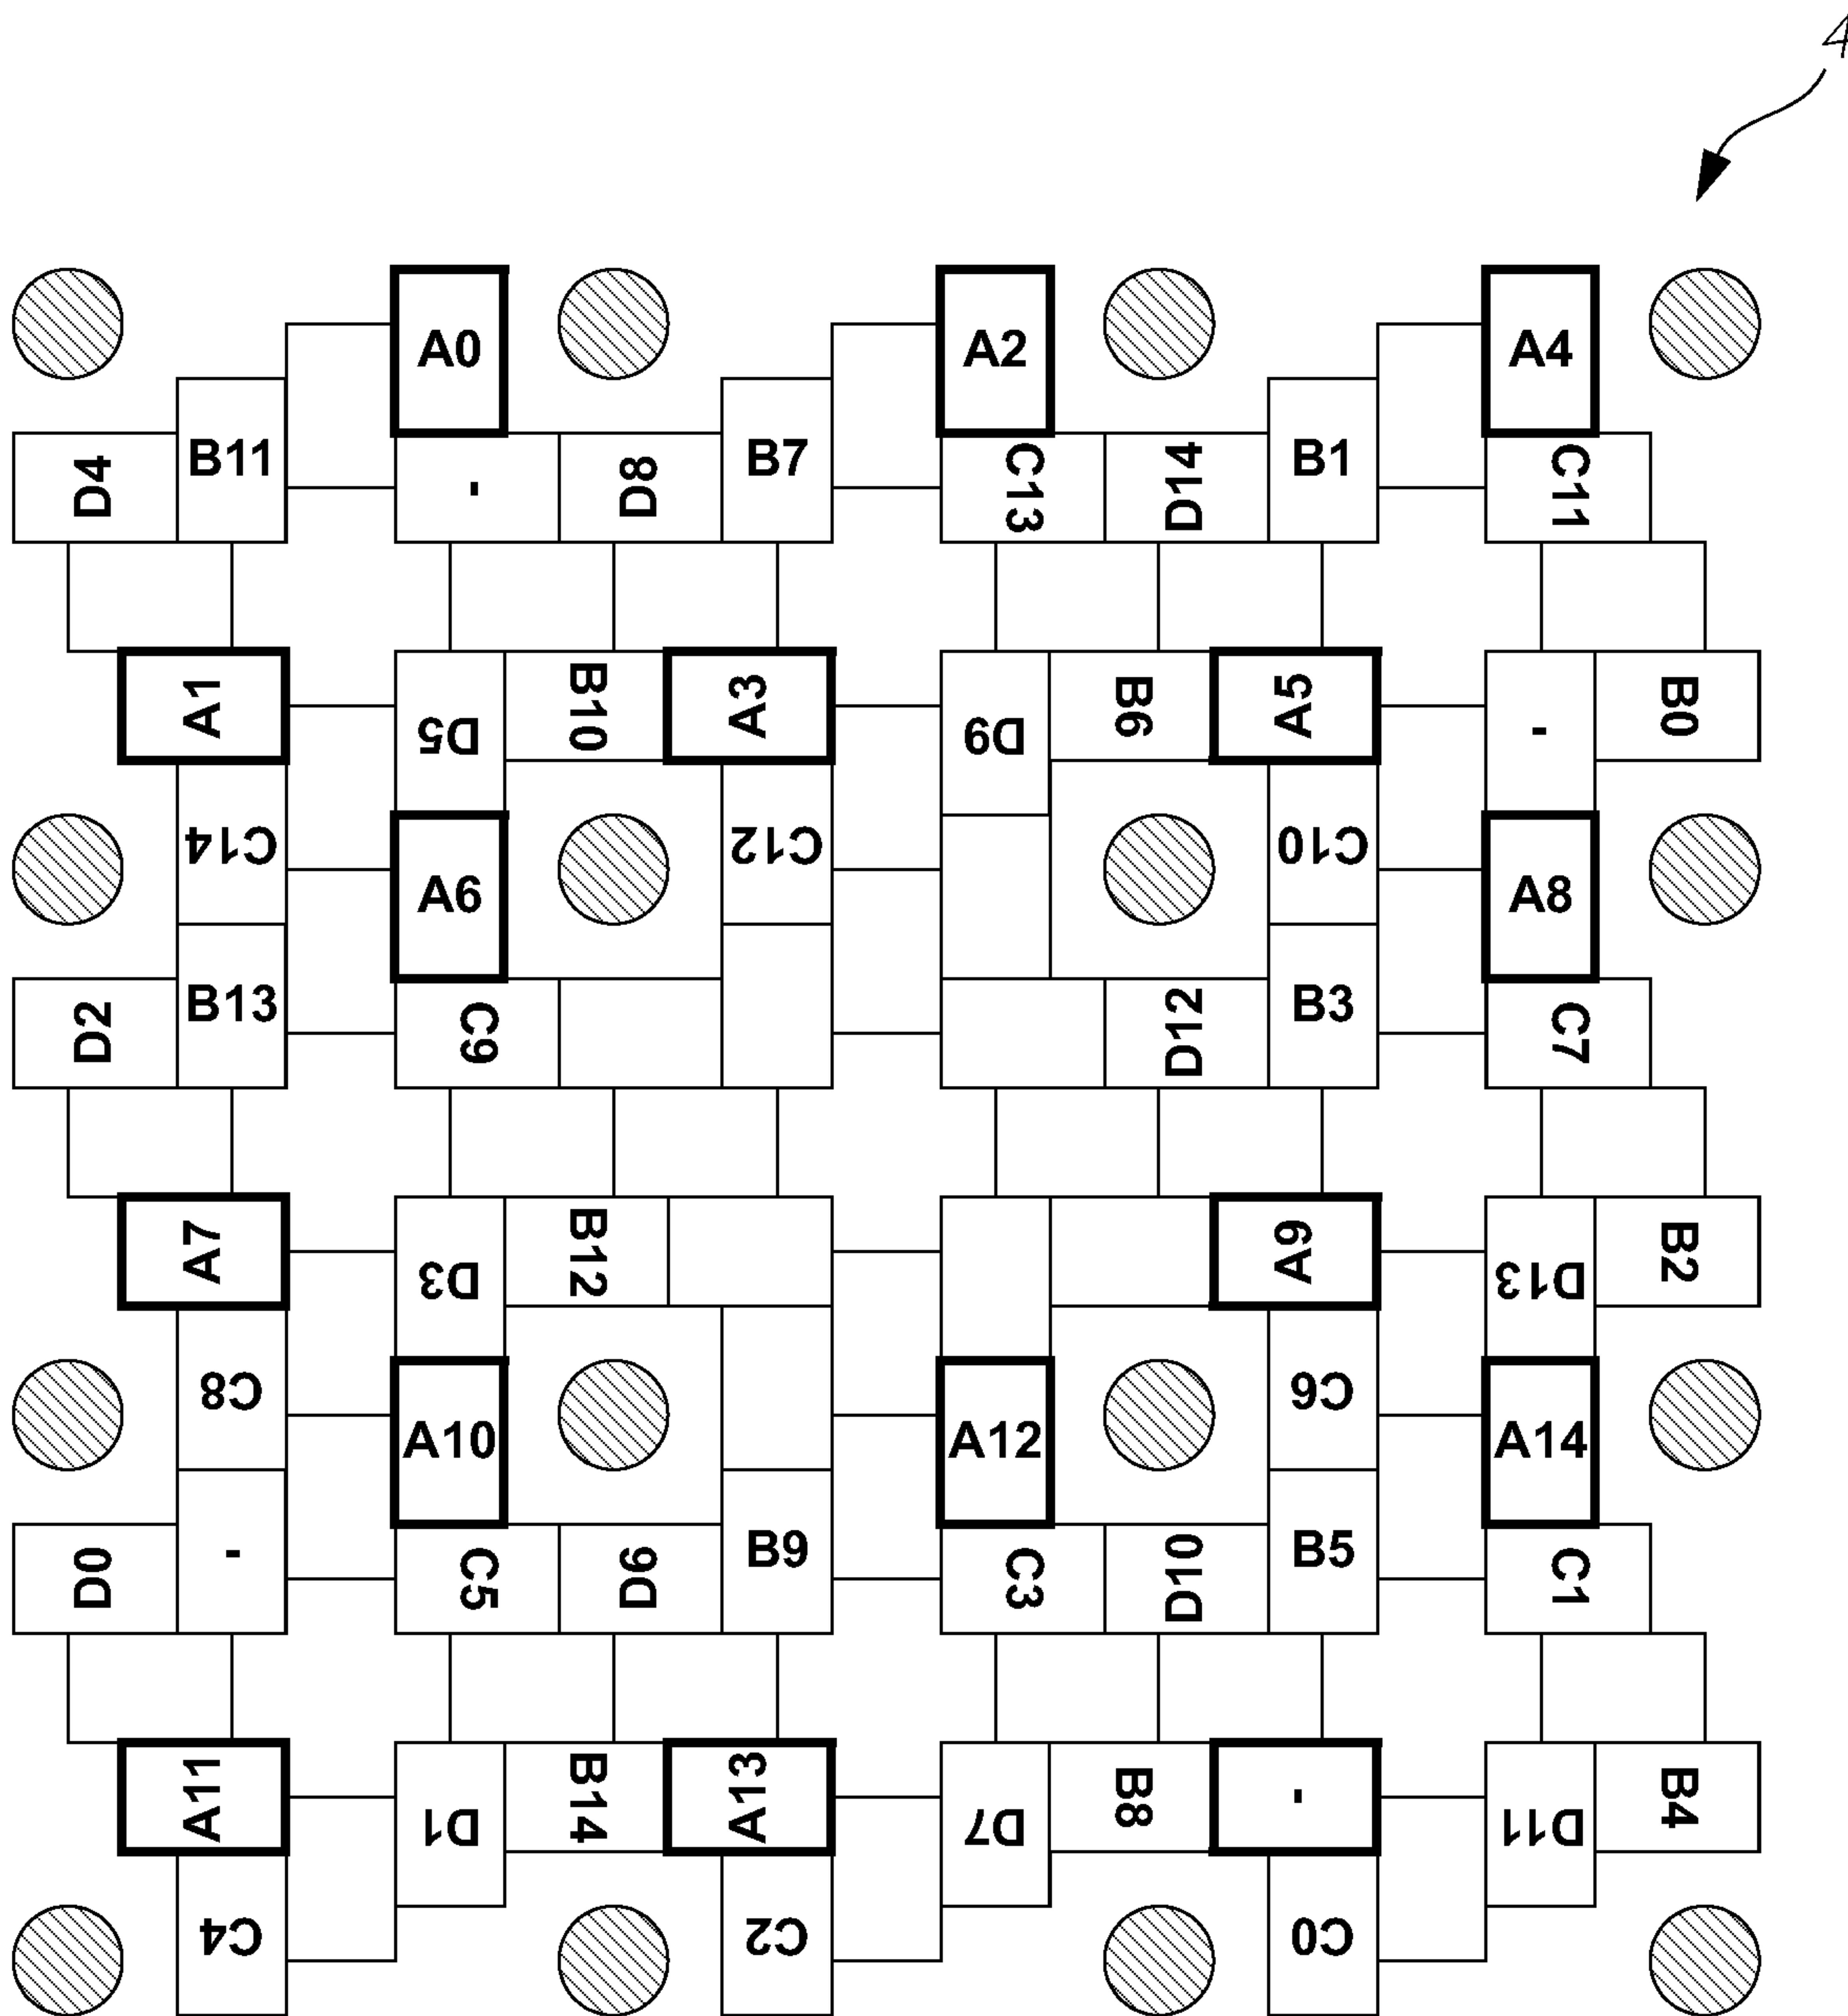 A0
A2
A4
D4
B11
-
D8
B7
C13
D14
B1
C11
A1
D5
B10
A3
D9
B6
A5
-
B0
C14
A6
C12
C10
A8
D2
B13
C9
D12
B3
C7
A7
D3
B12
A9
D13
B2
C8
A10
A12
C6
A14
D0
-
C5
D6
B9
C3
D10
B5
C1
A11
D1
B14
A13
D7
B8
-
D11
B4
C4
C2
C0